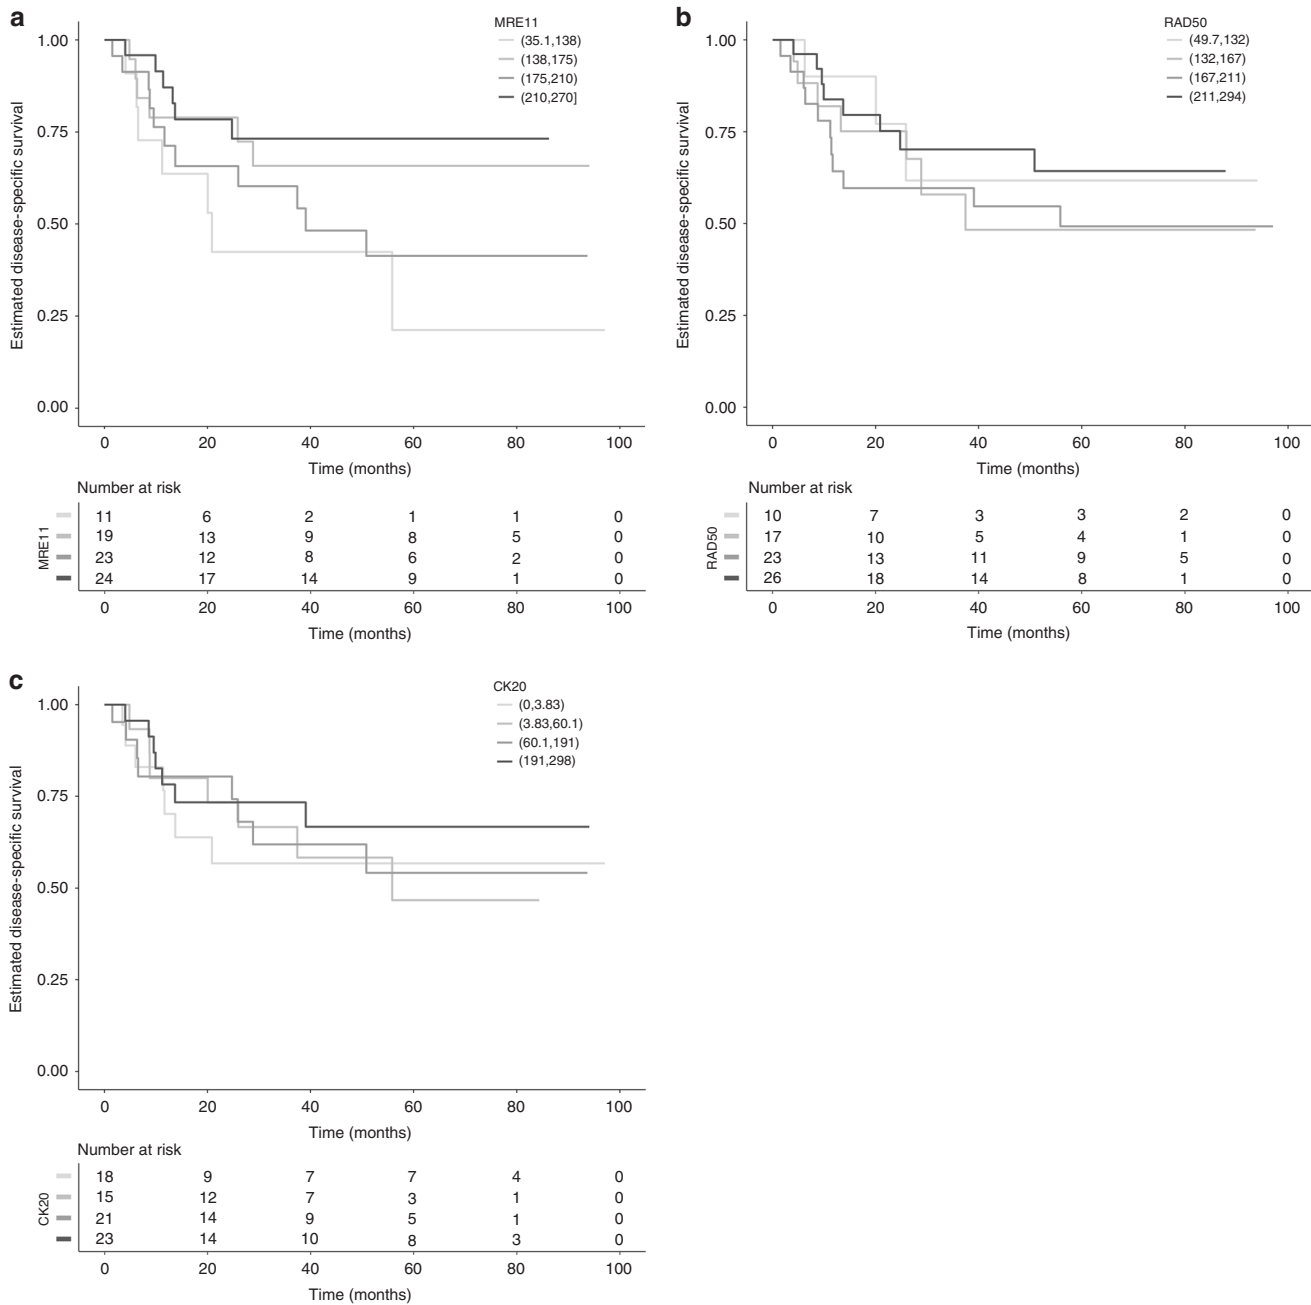 a
MRE11
(35.1,138)
(138,175)
(175,210)
(210,270]
Estimated disease-specific survival
1.00
0.75
0.50
0.25
0.00
0 20 40 60 80 100
Time (months)
Number at risk
MRE11
11 6 2 1 1 0
19 13 9 8 5 0
23 12 8 6 2 0
24 17 14 9 1 0
0 20 40 60 80 100
Time (months)
b
RAD50
(49.7,132)
(132,167)
(167,211)
(211,294)
Estimated disease-specific survival
1.00
0.75
0.50
0.25
0.00
0 20 40 60 80 100
Time (months)
Number at risk
RAD50
10 7 3 3 2 0
17 10 5 4 1 0
23 13 11 9 5 0
26 18 14 8 1 0
0 20 40 60 80 100
Time (months)
c
CK20
(0,3.83)
(3.83,60.1)
(60.1,191)
(191,298)
Estimated disease-specific survival
1.00
0.75
0.50
0.25
0.00
0 20 40 60 80 100
Time (months)
Number at risk
CK20
18 9 7 7 4 0
15 12 7 3 1 0
21 14 9 5 1 0
23 14 10 8 3 0
0 20 40 60 80 100
Time (months)